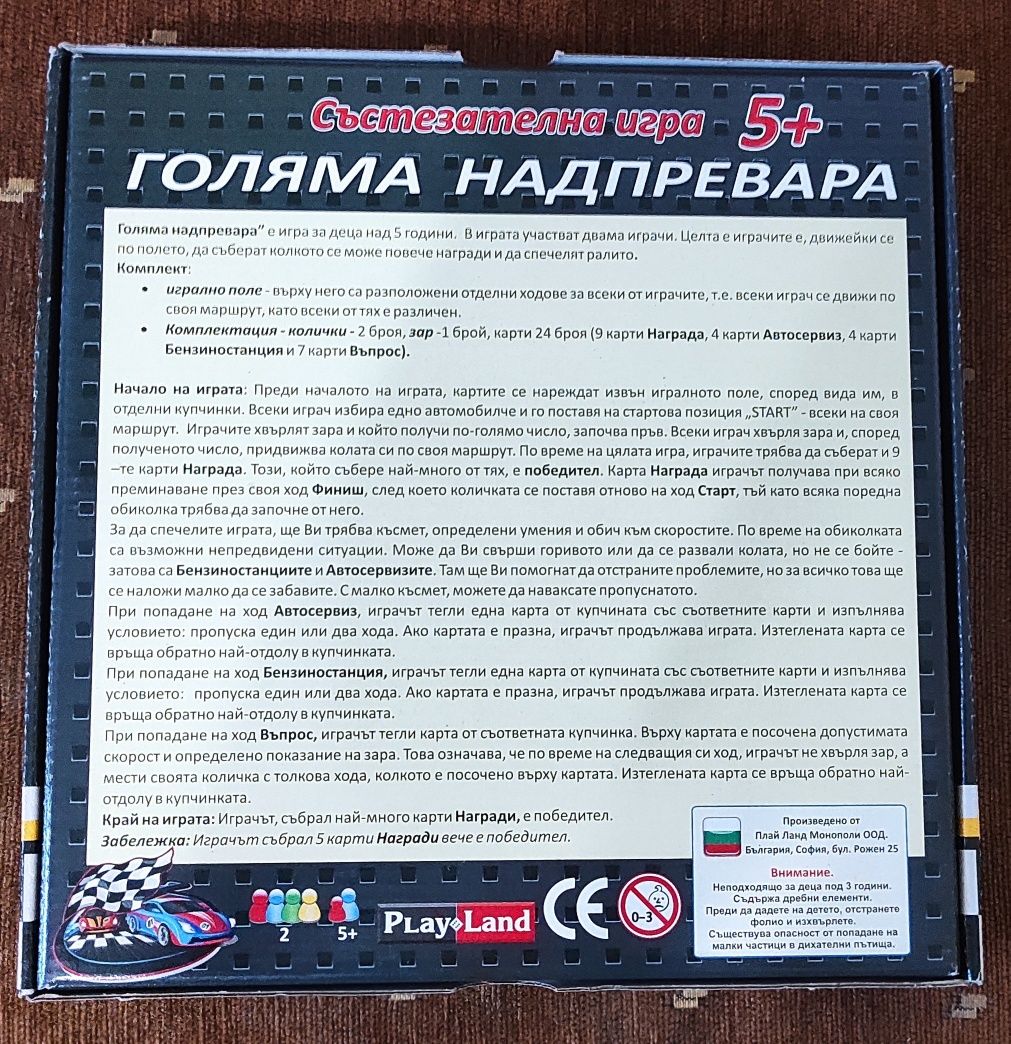 Състезателна игра 5+
ГОЛЯМА НАДПРЕВАРА
Голяма надпревара” е игра за деца над 5 години. В играта участват двама играчи. Целта е играчите е, движейки се
по полето, да съберат колкото се може повече награди и да спечелят ралито.
Комплект:
• игрално поле - върху него са разположени отделни ходове за всеки от играчите, т.е. всеки играч се движи по
своя маршрут, като всеки от тях е различен.
• Комплектация - колички - 2 броя, зар -1 брой, карти 24 броя (9 карти Награда, 4 карти Автосервиз, 4 карти
Бензиностанция и 7 карти Въпрос).
Начало на играта: Преди началото на играта, картите се нареждат извън игралното поле, според вида им, в
отделни купчинки. Всеки играч избира едно автомобилче и го поставя на стартова позиция „START” - всеки на своя
маршрут. Играчите хвърлят зара и който получи по-голямо число, започва пръв. Всеки играч хвърля зара и, според
полученото число, придвижва колата си по своя маршрут. По време на цялата игра, играчите трябва да съберат и 9
–те карти Награда. Този, който събере най-много от тях, е победител. Карта Награда играчът получава при всяко
преминаване през своя ход Финиш, след което количката се поставя отново на ход Старт, тъй като всяка поредна
обиколка трябва да започне от него.
За да спечелите играта, ще Ви трябва късмет, определени умения и обич към скоростите. По време на обиколката
са възможни непредвидени ситуации. Може да Ви свърши горивото или да се развали колата, но не се бойте -
затова са Бензиностанциите и Автосервизите. Там ще Ви помогнат да отстраните проблемите, но за всичко това ще
се наложи малко да се забавите. С малко късмет, можете да наваксате пропуснатото.
При попадане на ход Автосервиз, играчът тегли една карта от купчината със съответните карти и изпълнява
условието: пропуска един или два хода. Ако картата е празна, играчът продължава играта. Изтеглената карта се
връща обратно най-отдолу в купчинката.
При попадане на ход Бензиностанция, играчът тегли една карта от купчината със съответните карти и изпълнява
условието: пропуска един или два хода. Ако картата е празна, играчът продължава играта. Изтеглената карта се
връща обратно най-отдолу в купчинката.
При попадане на ход Въпрос, играчът тегли карта от съответната купчинка. Върху картата е посочена допустимата
скорост и определено показание на зара. Това означава, че по време на следващия си ход, играчът не хвърля зар, а
мести своята количка с толкова хода, колкото е посочено върху картата. Изтеглената карта се връща обратно най-
отдолу в купчинката.
Край на играта: Играчът, събрал най-много карти Награди, е победител.
Забележка: Играчът събрал 5 карти Награди вече е победител.
Произведено от
Плай Ланд Монополи ООД.
България, София, бул. Рожен 25
Внимание.
Неподходящо за деца под 3 години.
Съдържа дребни елементи.
Преди да дадете на детето, отстранете
фолио и изхвърлете.
Съществува опасност от попадане на
малки частици в дихателни пътища.
2
5+
PLAY LAND
CE
0-3